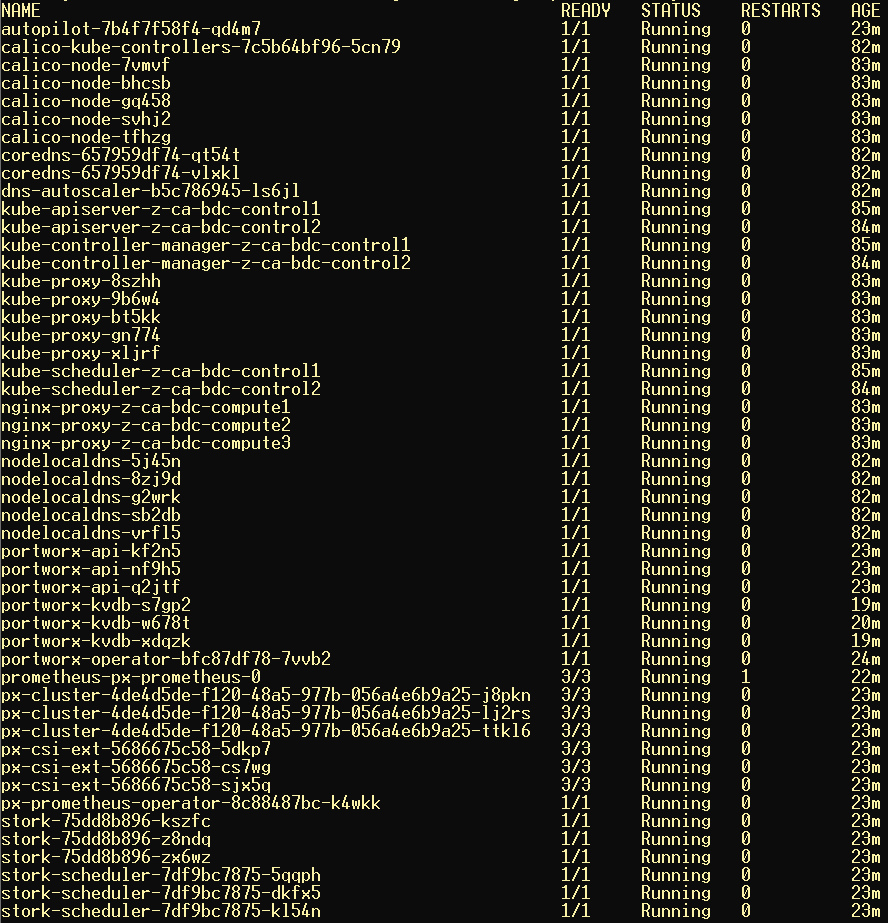 NAME READY STATUS RESTARTS AGE
autopilot-7b4f7f58f4-qd4m7 1/1 Running 0 23m
calico-kube-controllers-7c5b64bf96-5cn79 1/1 Running 0 82m
calico-node-7vmvf 1/1 Running 0 83m
calico-node-bhcsb 1/1 Running 0 83m
calico-node-gq458 1/1 Running 0 83m
calico-node-svhj2 1/1 Running 0 83m
calico-node-tfhzg 1/1 Running 0 83m
coredns-657959df74-qt54t 1/1 Running 0 82m
coredns-657959df74-vlxkl 1/1 Running 0 82m
dns-autoscaler-b5c786945-ls6jl 1/1 Running 0 82m
kube-apiserver-z-ca-bdc-control1 1/1 Running 0 85m
kube-apiserver-z-ca-bdc-control2 1/1 Running 0 84m
kube-controller-manager-z-ca-bdc-control1 1/1 Running 0 85m
kube-controller-manager-z-ca-bdc-control2 1/1 Running 0 84m
kube-proxy-8szhh 1/1 Running 0 83m
kube-proxy-9b6w4 1/1 Running 0 83m
kube-proxy-bt5kk 1/1 Running 0 83m
kube-proxy-gn774 1/1 Running 0 83m
kube-proxy-xljrf 1/1 Running 0 83m
kube-scheduler-z-ca-bdc-control1 1/1 Running 0 85m
kube-scheduler-z-ca-bdc-control2 1/1 Running 0 84m
nginx-proxy-z-ca-bdc-compute1 1/1 Running 0 83m
nginx-proxy-z-ca-bdc-compute2 1/1 Running 0 83m
nginx-proxy-z-ca-bdc-compute3 1/1 Running 0 83m
nodelocaldns-5j45n 1/1 Running 0 82m
nodelocaldns-8zj9d 1/1 Running 0 82m
nodelocaldns-g2wrk 1/1 Running 0 82m
nodelocaldns-sb2db 1/1 Running 0 82m
nodelocaldns-vrfl5 1/1 Running 0 82m
portworx-api-kf2n5 1/1 Running 0 23m
portworx-api-nf9h5 1/1 Running 0 23m
portworx-api-q2jtf 1/1 Running 0 23m
portworx-kvdb-s7gp2 1/1 Running 0 19m
portworx-kvdb-w678t 1/1 Running 0 20m
portworx-kvdb-xdqzk 1/1 Running 0 19m
portworx-operator-bfc87df78-7vvb2 1/1 Running 0 24m
prometheus-px-prometheus-0 3/3 Running 1 22m
px-cluster-4de4d5de-f120-48a5-977b-056a4e6b9a25-j8pkn 3/3 Running 0 23m
px-cluster-4de4d5de-f120-48a5-977b-056a4e6b9a25-lj2rs 3/3 Running 0 23m
px-cluster-4de4d5de-f120-48a5-977b-056a4e6b9a25-ttkl6 3/3 Running 0 23m
px-csi-ext-5686675c58-5dkp7 3/3 Running 0 23m
px-csi-ext-5686675c58-cs7wg 3/3 Running 0 23m
px-csi-ext-5686675c58-sjx5q 3/3 Running 0 23m
px-prometheus-operator-8c88487bc-k4wkk 1/1 Running 0 23m
stork-75dd8b896-kszfc 1/1 Running 0 23m
stork-75dd8b896-z8ndq 1/1 Running 0 23m
stork-75dd8b896-zx6wz 1/1 Running 0 23m
stork-scheduler-7df9bc7875-5qgph 1/1 Running 0 23m
stork-scheduler-7df9bc7875-dkfx5 1/1 Running 0 23m
stork-scheduler-7df9bc7875-kl54n 1/1 Running 0 23m